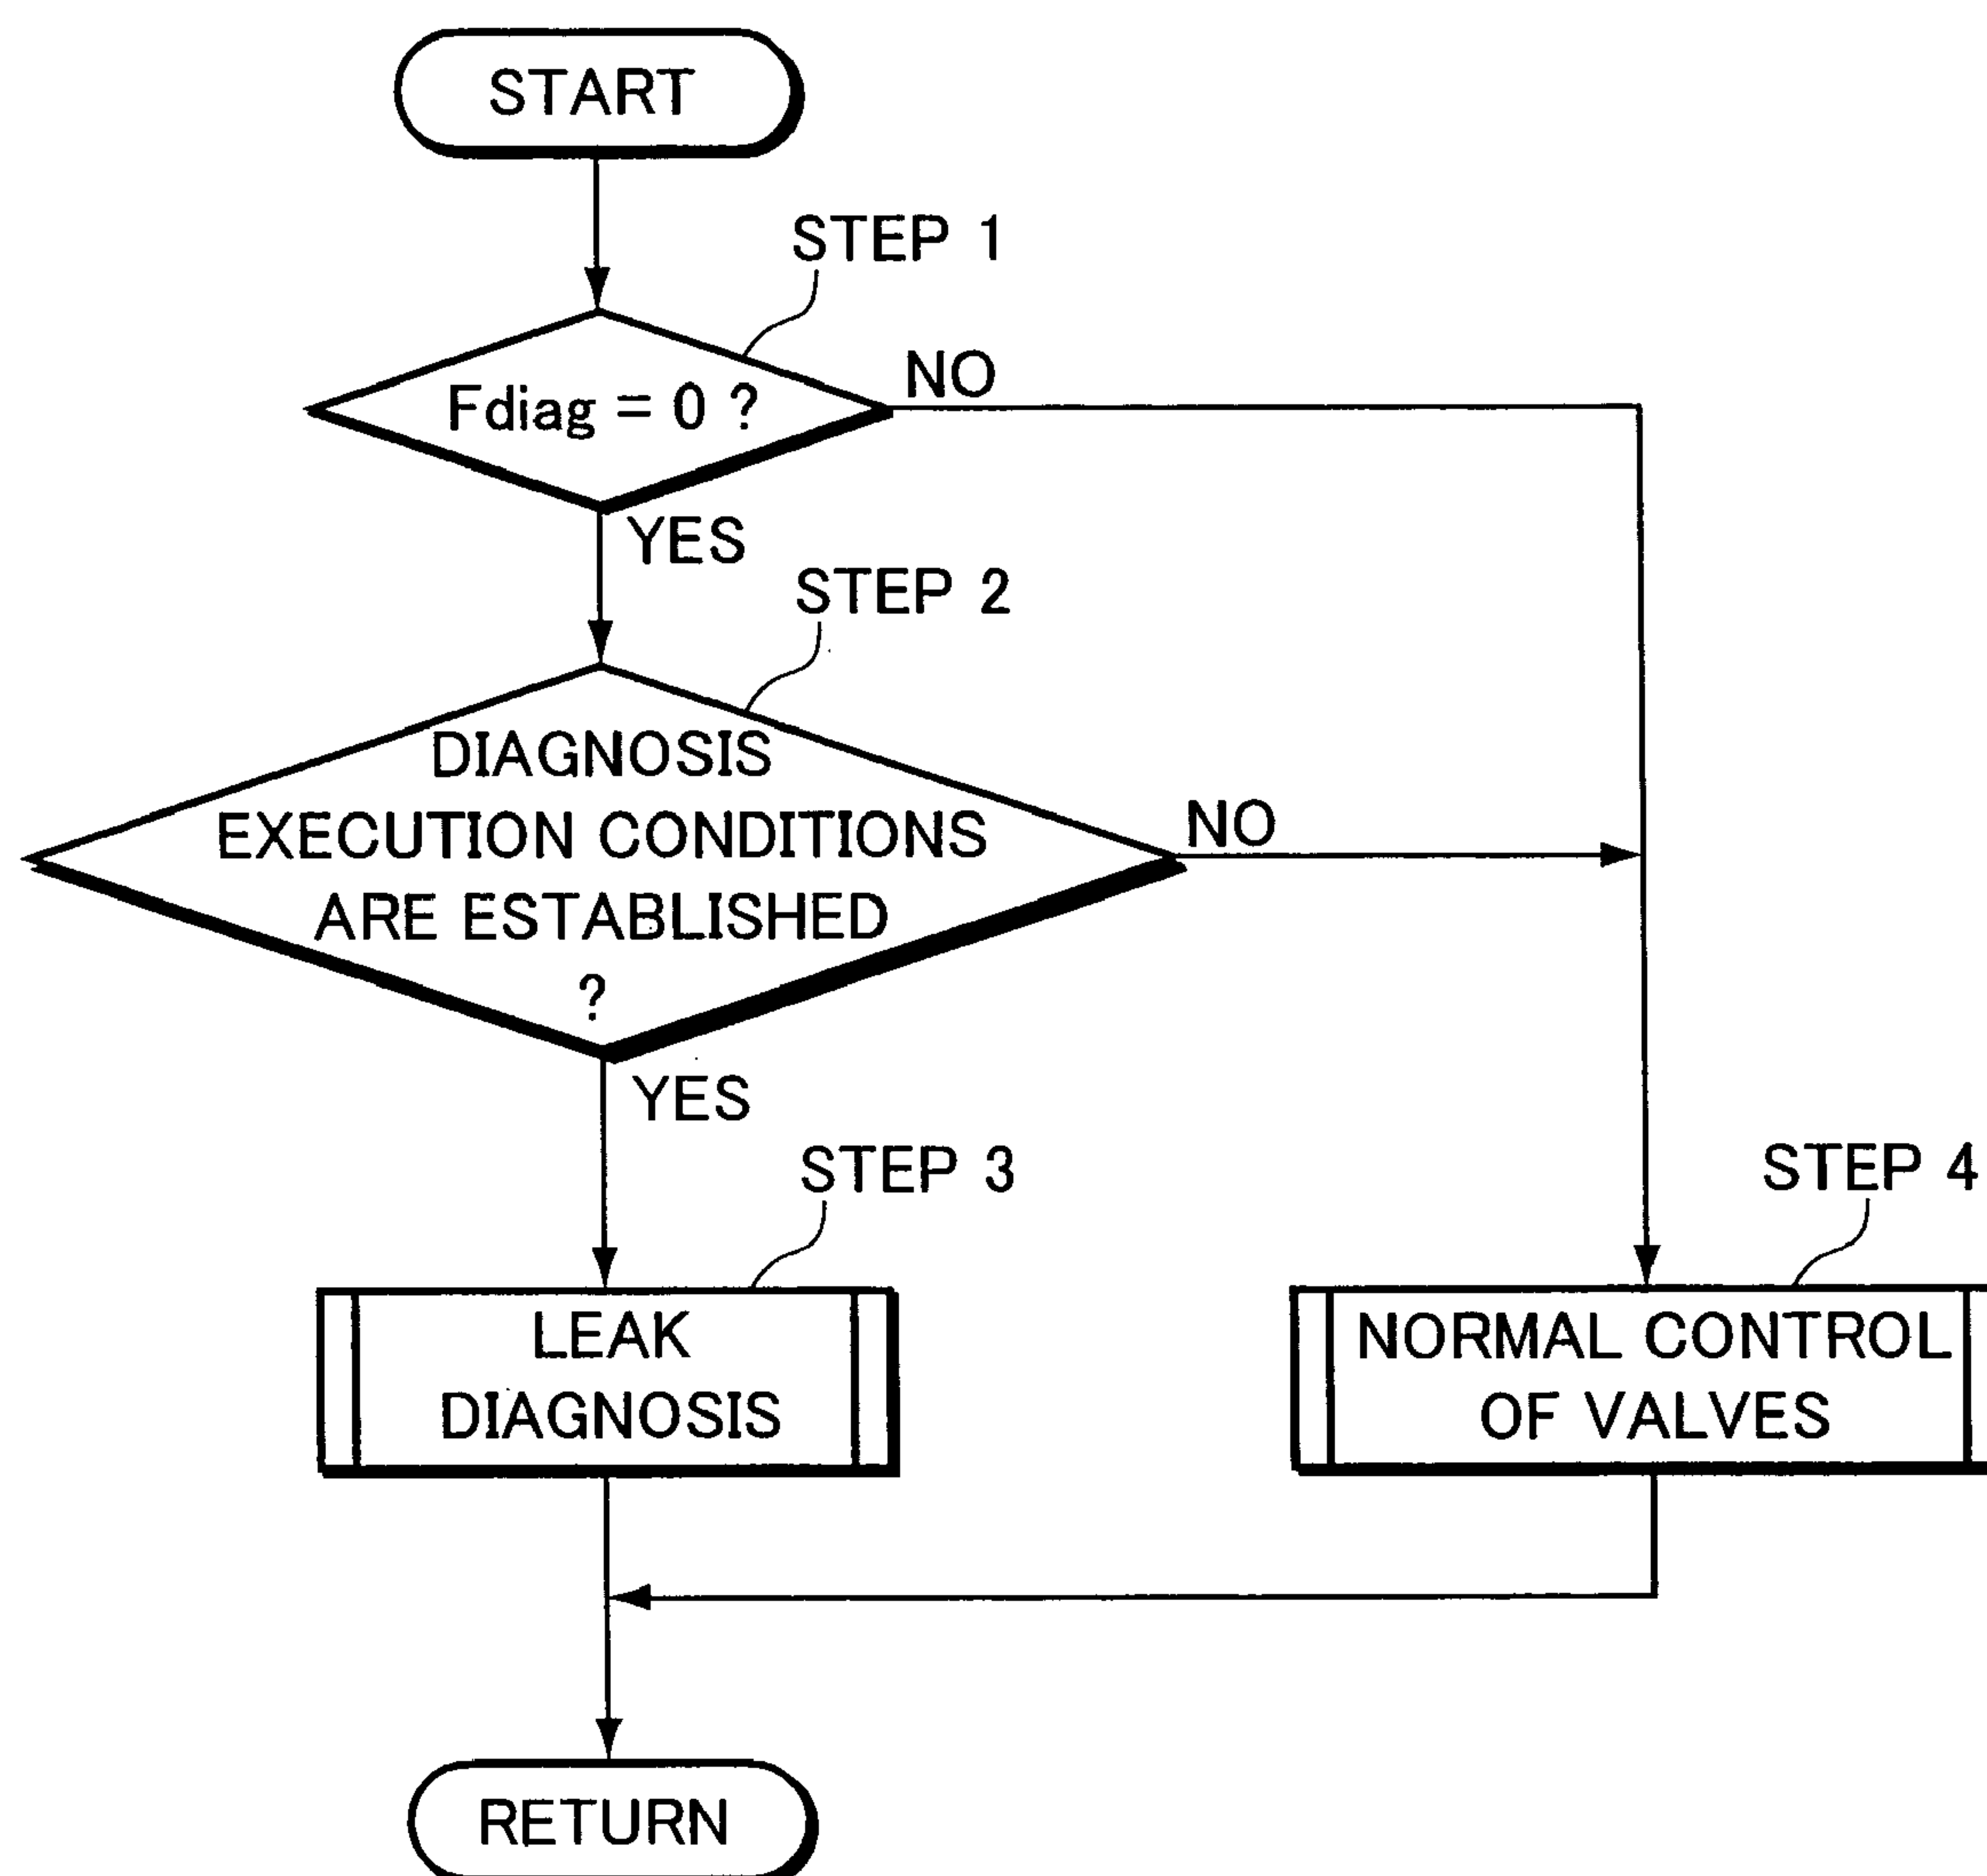 START
STEP 1
Fdiag = 0 ?
NO
YES
STEP 2
DIAGNOSIS
EXECUTION CONDITIONS
ARE ESTABLISHED
?
NO
YES
STEP 3
STEP 4
LEAK
DIAGNOSIS
NORMAL CONTROL
OF VALVES
RETURN